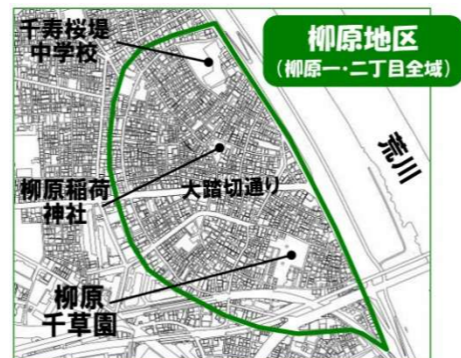 千寿桜堤
中学校
柳原地区
(柳原一・二丁目全域)
荒川
柳原稲荷
神社
大踏切通り
柳原
千草園